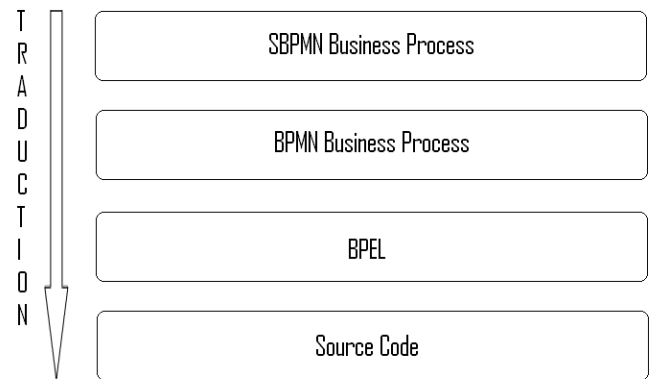 TRADUCTION
SBPMN Business Process
BPMN Business Process
BPEL
Source Code